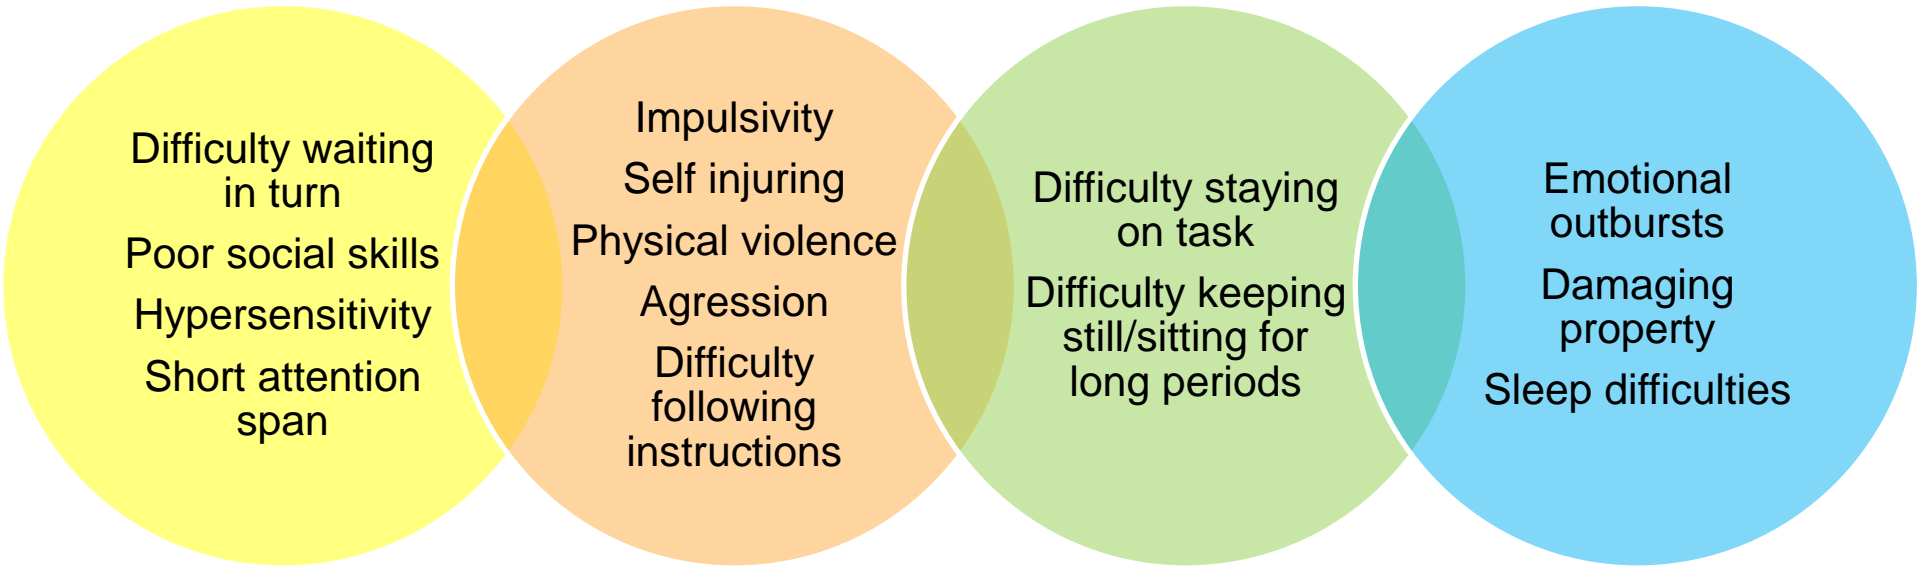 Difficulty waiting
in turn
Poor social skills
Hypersensitivity
Short attention
span
Impulsivity
Self injuring
Physical violence
Agression
Difficulty
following
instructions
Difficulty staying
on task
Difficulty keeping
still/sitting for
long periods
Emotional
outbursts
Damaging
property
Sleep difficulties